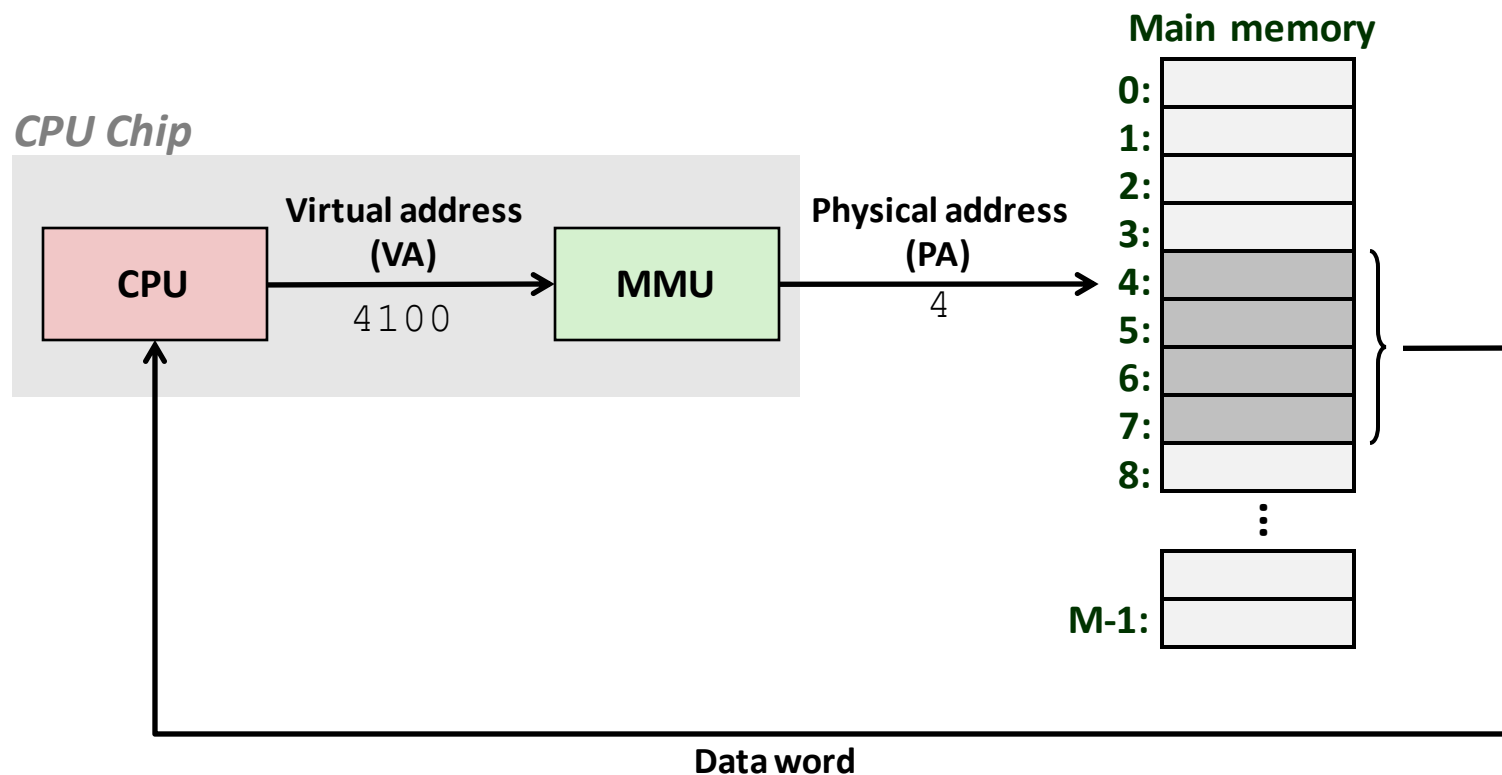 Main memory
0:
CPU Chip
1:
2:
Virtual address
(VA)
Physical address
(PA)
3:
CPU
MMU
4:
4100
4
5:
6:
7:
8:
⋮
M-1:
Data word